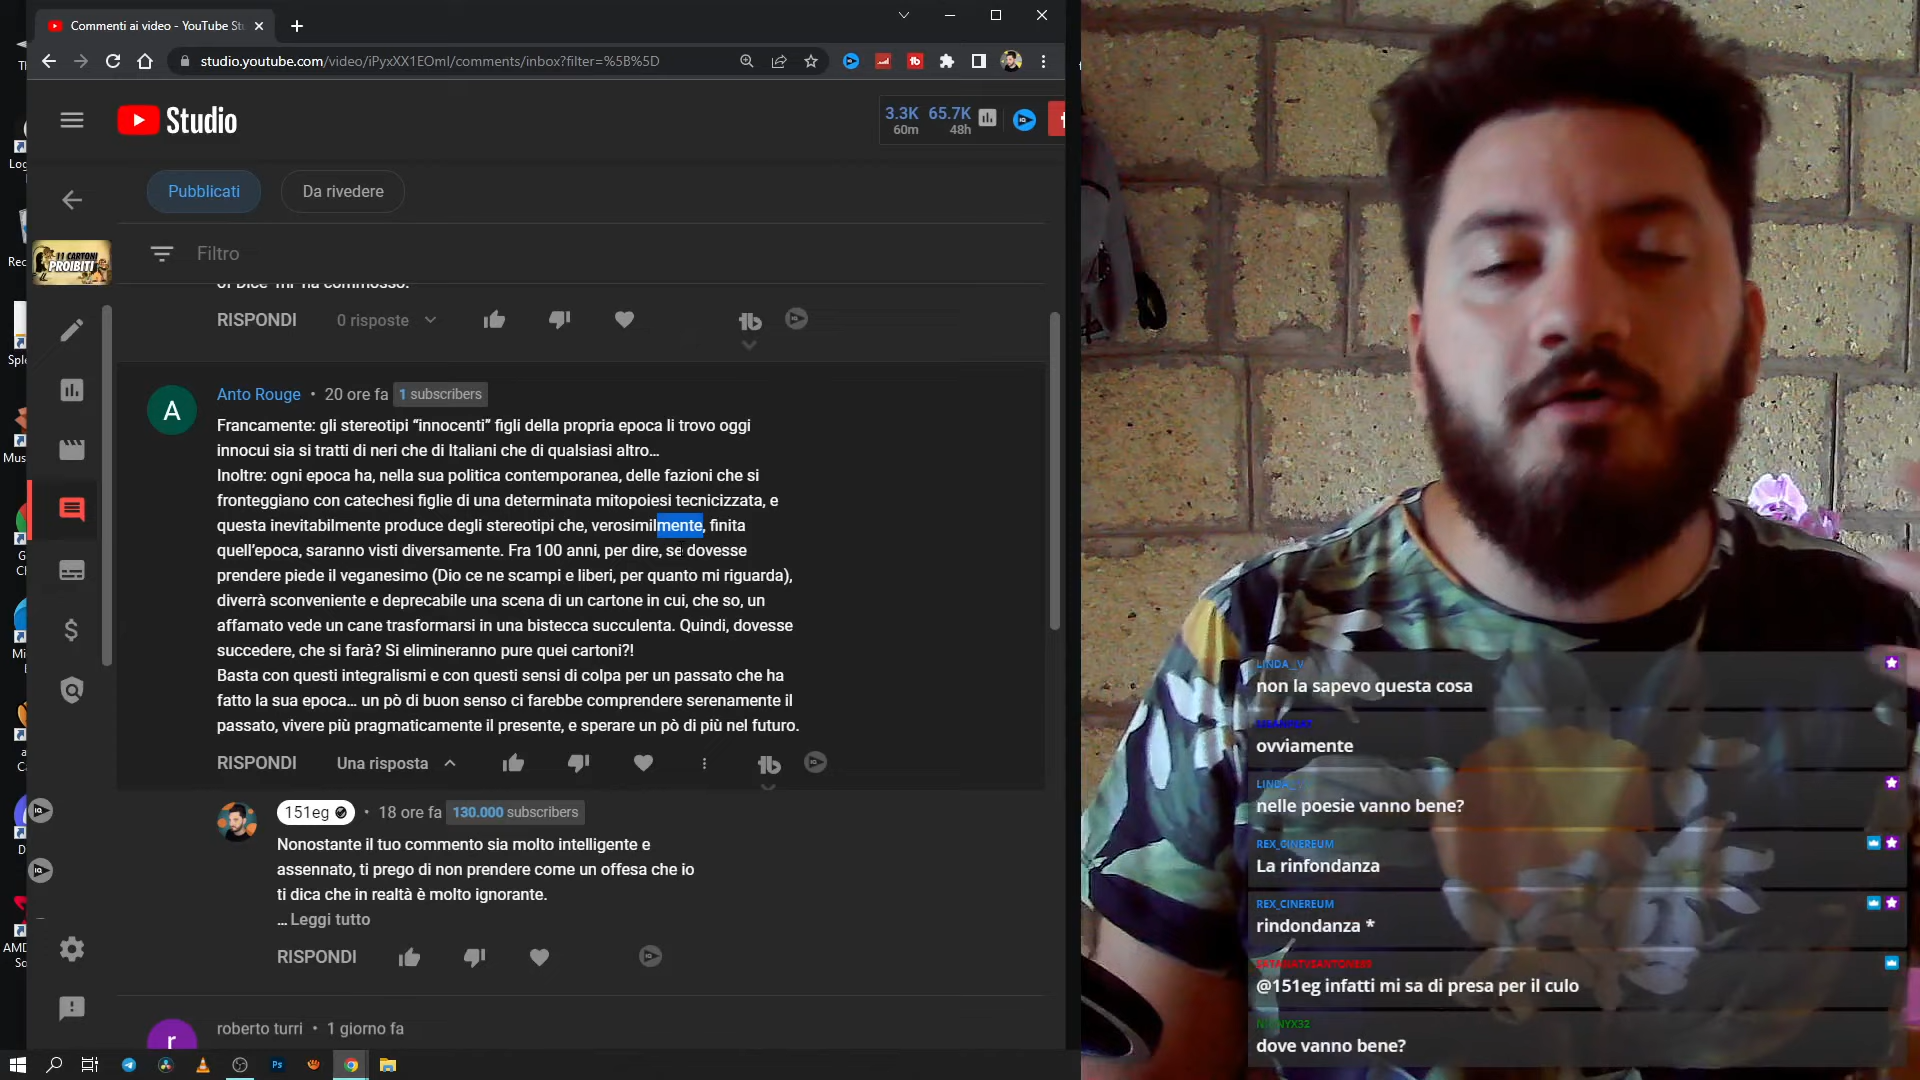 Commenti ai video - YouTube St
studio.youtube.com/video/iPyxXX1EOmI/comments/inbox?filter=%5B%5D
Studio
3.3K 65.7K
60m 48h
Pubblicati
Da rivedere
11 CARTONI
PROIBITI
Filtro
RISPONDI
0 risposte
A
Anto Rouge • 20 ore fa 1 subscribers
Francamente: gli stereotipi “innocenti” figli della propria epoca li trovo oggi
innocui sia si tratti di neri che di Italiani che di qualsiasi altro...
Inoltre: ogni epoca ha, nella sua politica contemporanea, delle fazioni che si
fronteggiano con catechesi figlie di una determinata mitopoiesi tecnicizzata, e
questa inevitabilmente produce degli stereotipi che, verosimilmente, finita
quell’epoca, saranno visti diversamente. Fra 100 anni, per dire, se dovesse
prendere piede il veganesimo (Dio ce ne scampi e liberi, per quanto mi riguarda),
diverrà sconveniente e deprecabile una scena di un cartone in cui, che so, un
affamato vede un cane trasformarsi in una bistecca succulenta. Quindi, dovesse
succedere, che si farà? Si elimineranno pure quei cartoni?!
Basta con questi integralismi e con questi sensi di colpa per un passato che ha
fatto la sua epoca... un pò di buon senso ci farebbe comprendere serenamente il
passato, vivere più pragmaticamente il presente, e sperare un pò di più nel futuro.
RISPONDI
Una risposta
151eg • 18 ore fa 130.000 subscribers
Nonostante il tuo commento sia molto intelligente e
assennato, ti prego di non prendere come un offesa che io
ti dica che in realtà è molto ignorante.
... Leggi tutto
RISPONDI
r
roberto turri • 1 giorno fa
LINDA__V
non la sapevo questa cosa
ovviamente
nelle poesie vanno bene?
REX_CINEREUM
La rinfondanza
REX_CINEREUM
rindondanza *
@151eg infatti mi sa di presa per il culo
dove vanno bene?